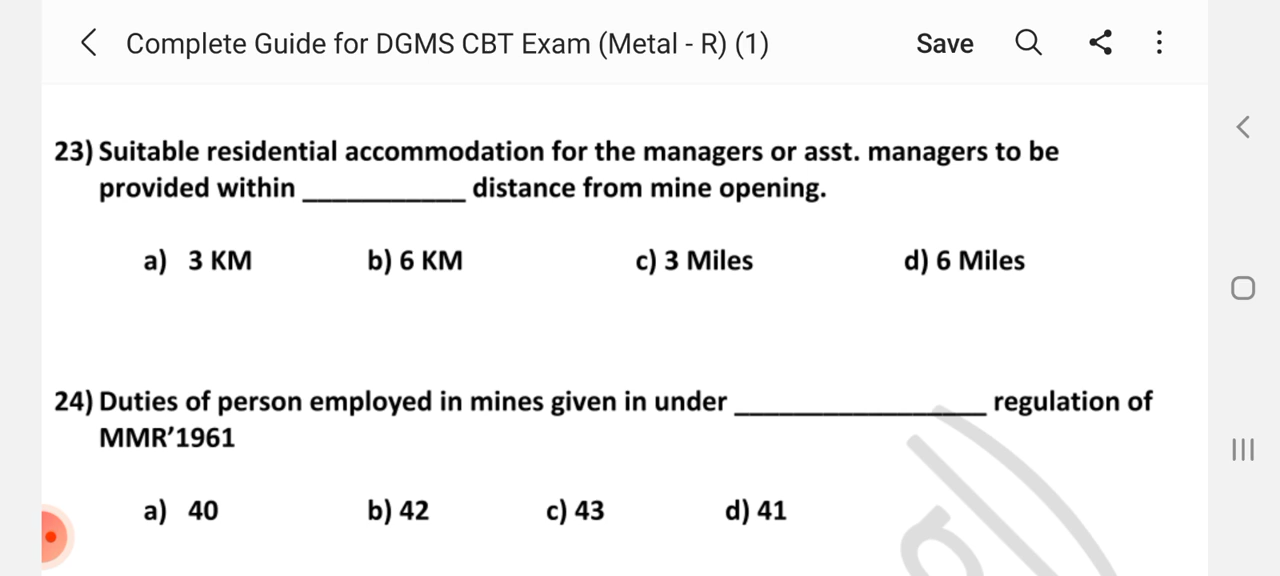 Complete Guide for DGMS CBT Exam (Metal - R) (1) Save
23) Suitable residential accommodation for the managers or asst. managers to be
provided within ____________ distance from mine opening.
a) 3 KM b) 6 KM c) 3 Miles d) 6 Miles
24) Duties of person employed in mines given in under __________________ regulation of
MMR’1961
a) 40 b) 42 c) 43 d) 41